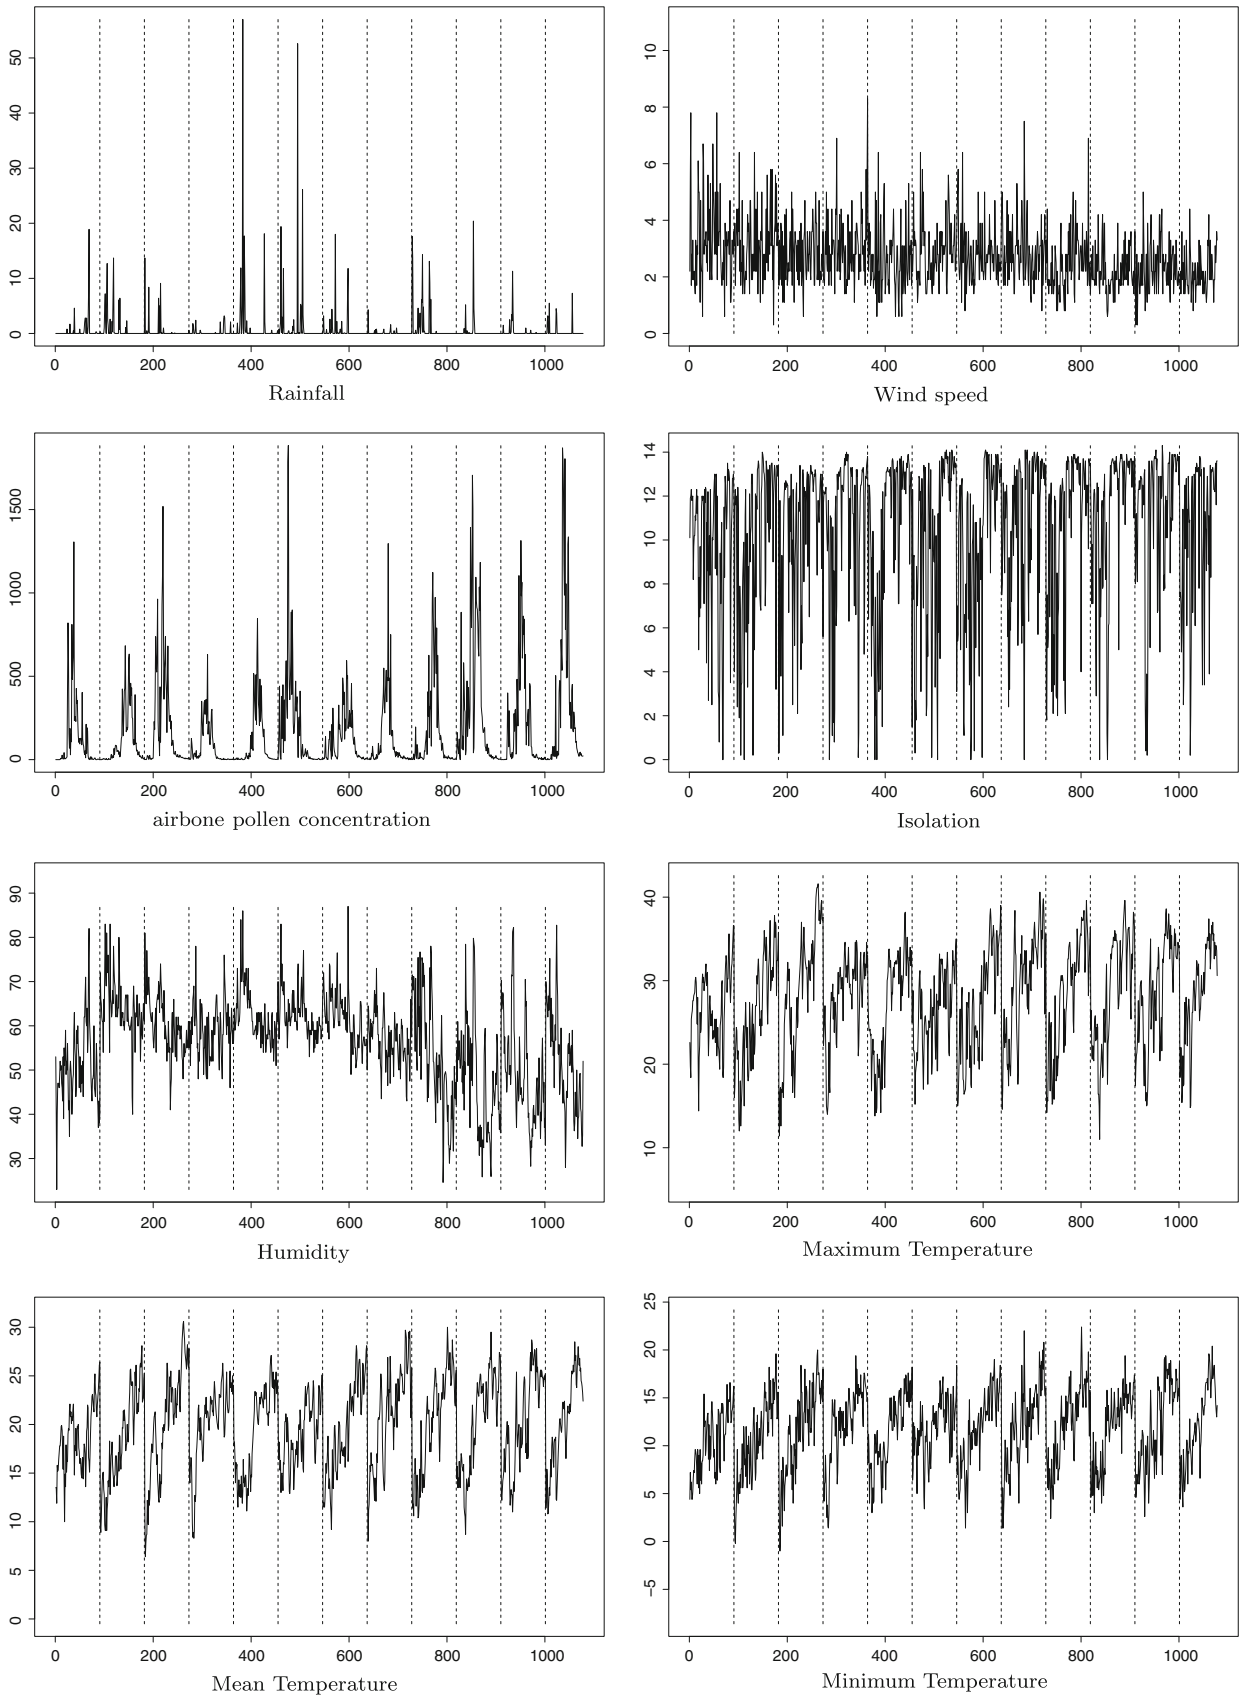 0 10 20 30 40 50
0 200 400 600 800 1000
Rainfall
0 2 4 6 8 10
0 200 400 600 800 1000
Wind speed
0 500 1000 1500
0 200 400 600 800 1000
airbone pollen concentration
0 2 4 6 8 10 12 14
0 200 400 600 800 1000
Isolation
30 40 50 60 70 80 90
0 200 400 600 800 1000
Humidity
10 20 30 40
0 200 400 600 800 1000
Maximum Temperature
0 5 10 15 20 25 30
0 200 400 600 800 1000
Mean Temperature
−5 0 5 10 15 20 25
0 200 400 600 800 1000
Minimum Temperature